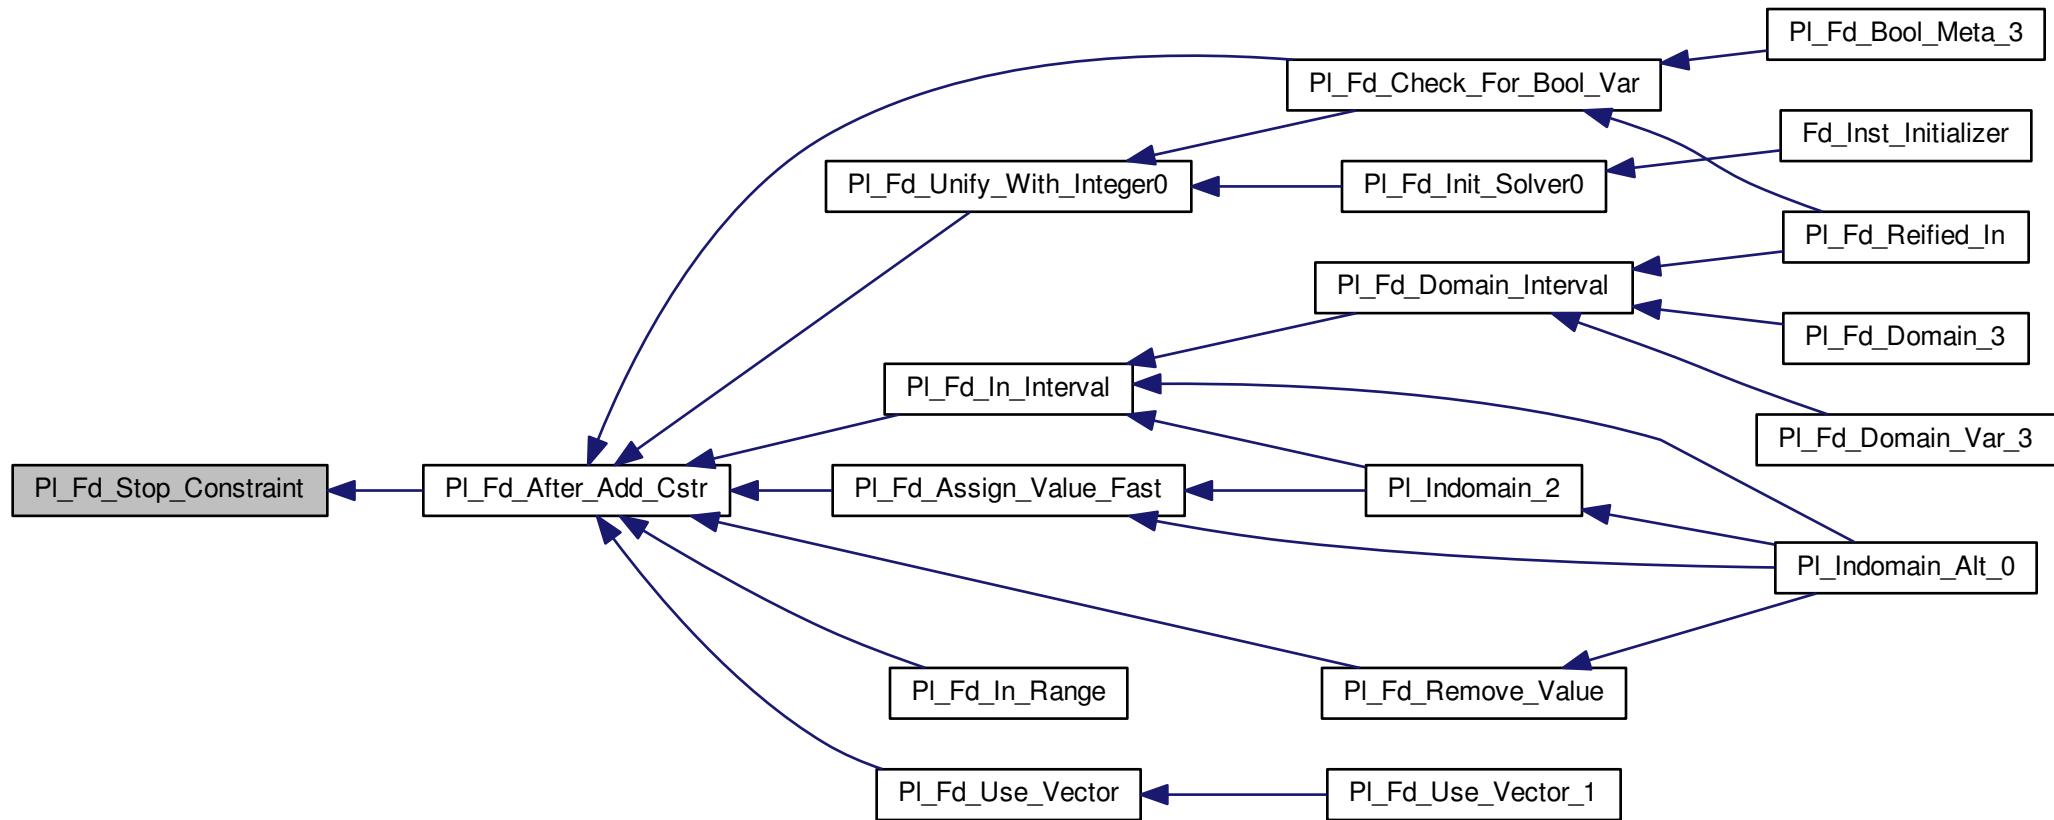 Pl_Fd_Bool_Meta_3
Pl_Fd_Check_For_Bool_Var
Fd_Inst_Initializer
Pl_Fd_Unify_With_Integer0
Pl_Fd_Init_Solver0
Pl_Fd_Reified_In
Pl_Fd_Domain_Interval
Pl_Fd_Domain_3
Pl_Fd_In_Interval
Pl_Fd_Domain_Var_3
Pl_Fd_Stop_Constraint
Pl_Fd_After_Add_Cstr
Pl_Fd_Assign_Value_Fast
Pl_Indomain_2
Pl_Indomain_Alt_0
Pl_Fd_In_Range
Pl_Fd_Remove_Value
Pl_Fd_Use_Vector
Pl_Fd_Use_Vector_1